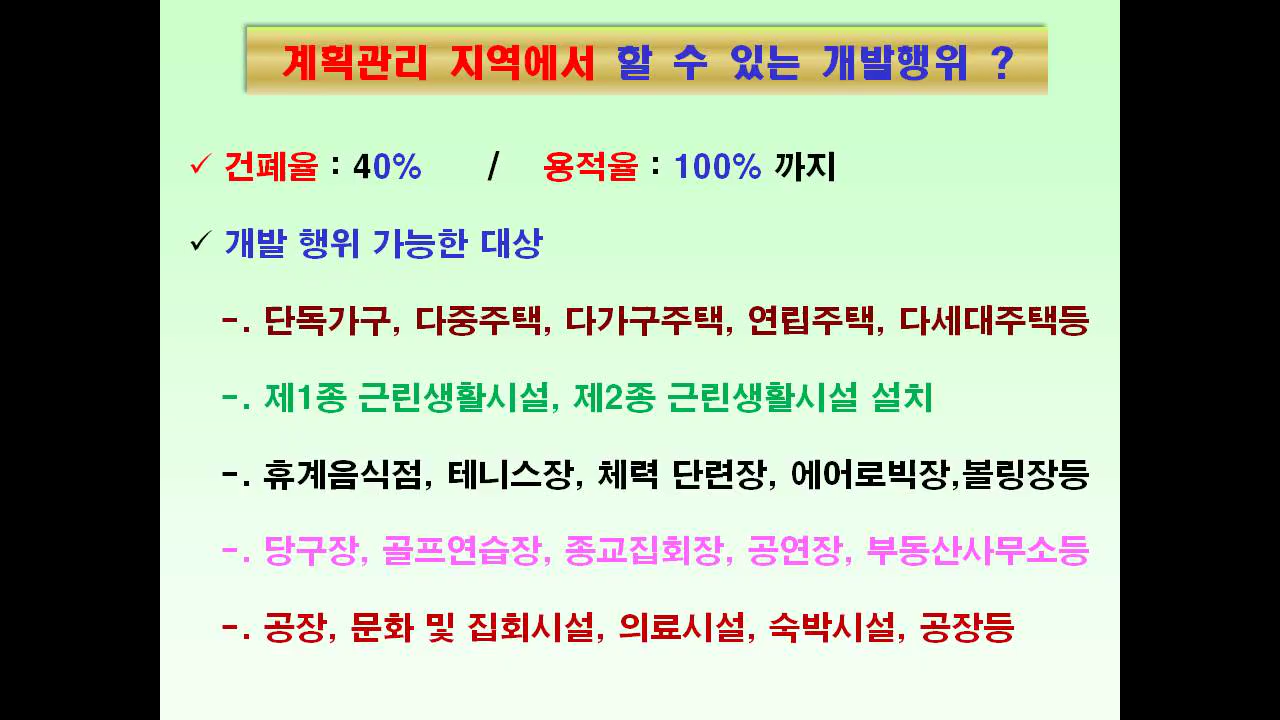 계획관리 지역에서 할 수 있는 개발행위 ?
✓ 건폐율 : 40% / 용적율 : 100% 까지
✓ 개발 행위 가능한 대상
-. 단독가구, 다중주택, 다가구주택, 연립주택, 다세대주택등
-. 제1종 근린생활시설, 제2종 근린생활시설 설치
-. 휴게음식점, 테니스장, 체력 단련장, 에어로빅장,볼링장등
-. 당구장, 골프연습장, 종교집회장, 공연장, 부동산사무소등
-. 공장, 문화 및 집회시설, 의료시설, 숙박시설, 공장등